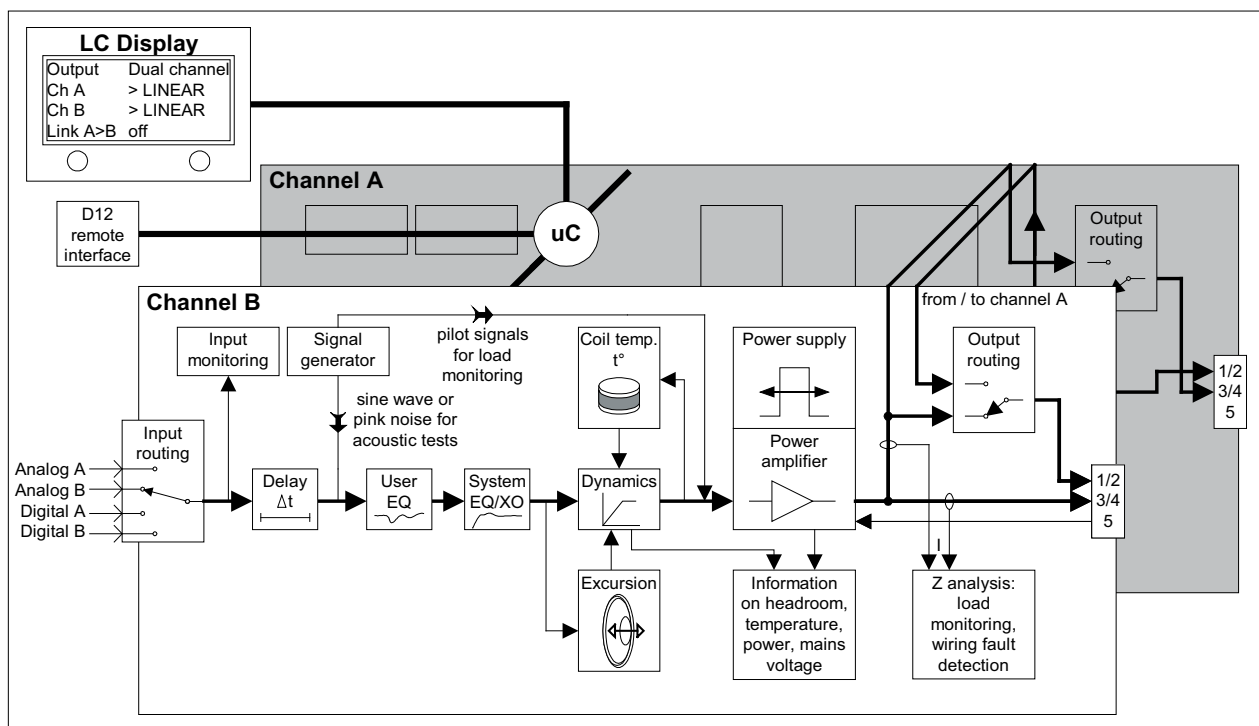 LC Display
Output Dual channel
Ch A > LINEAR
Ch B > LINEAR
Link A>B off
D12
remote
interface
uC
Channel A
Output
routing
1/2
3/4
5
Channel B
from / to channel A
Input
monitoring
Signal
generator
pilot signals
for load
monitoring
sine wave or
pink noise for
acoustic tests
Coil temp.
t°
Power supply
Output
routing
Input
routing
Analog A
Analog B
Digital A
Digital B
Delay
Δt
User
EQ
System
EQ/XO
Dynamics
Power
amplifier
1/2
3/4
5
I
Excursion
Information
on headroom,
temperature,
power, mains
voltage
Z analysis:
load
monitoring,
wiring fault
detection